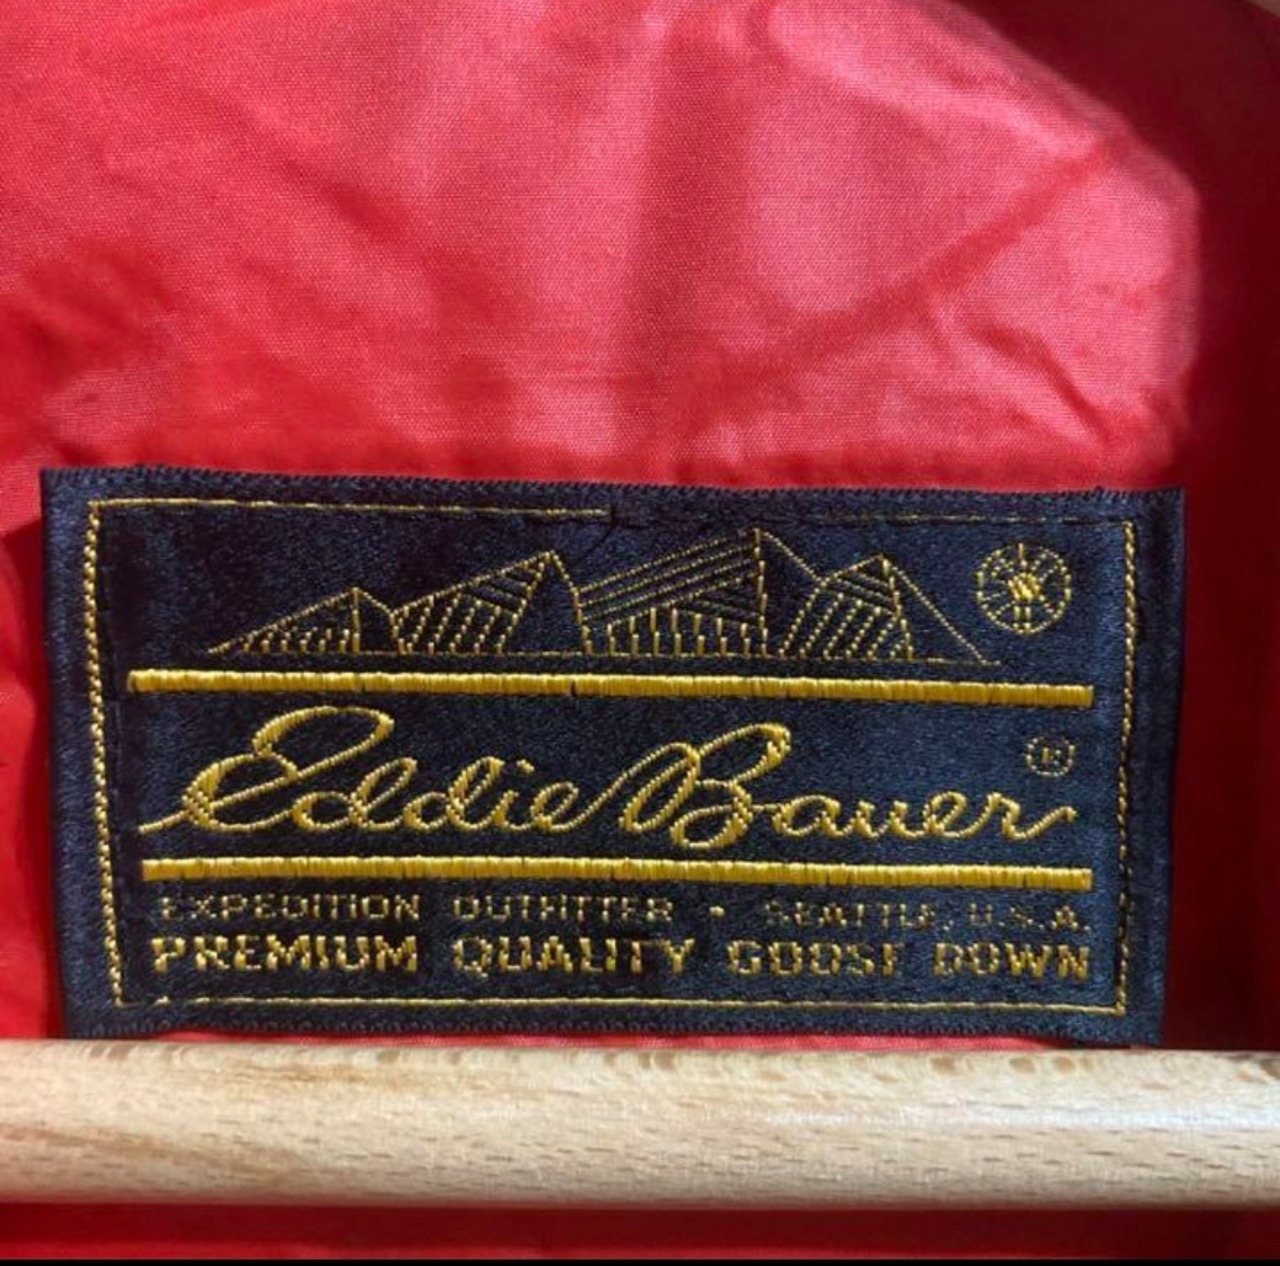 Eddie Bauer ®
EXPEDITION OUTFITTER • SEATTLE, U.S.A.
PREMIUM QUALITY GOOSE DOWN